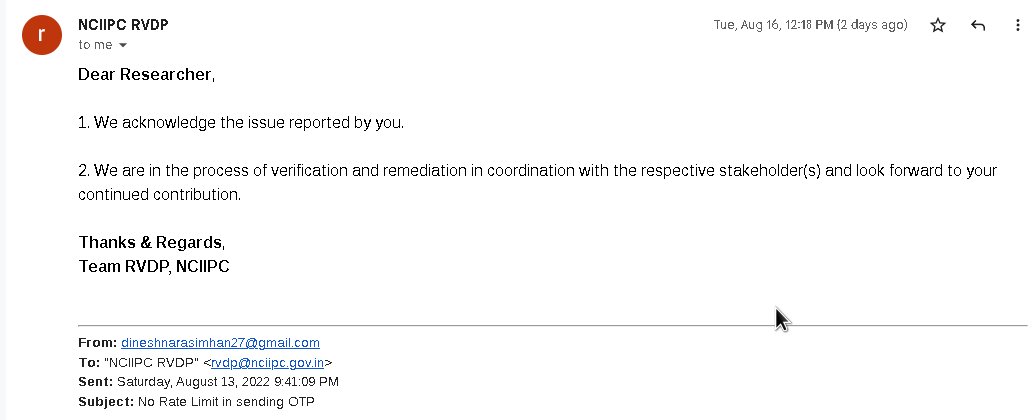 r
NCIIPC RVDP
Tue, Aug 16, 12:18 PM (2 days ago)
to me
Dear Researcher,
1. We acknowledge the issue reported by you.
2. We are in the process of verification and remediation in coordination with the respective stakeholder(s) and look forward to your
continued contribution.
Thanks & Regards,
Team RVDP, NCIIPC
From: dineshnarasimhan27@gmail.com
To: "NCIIPC RVDP" <rvdp@nciipc.gov.in>
Sent: Saturday, August 13, 2022 9:41:09 PM
Subject: No Rate Limit in sending OTP